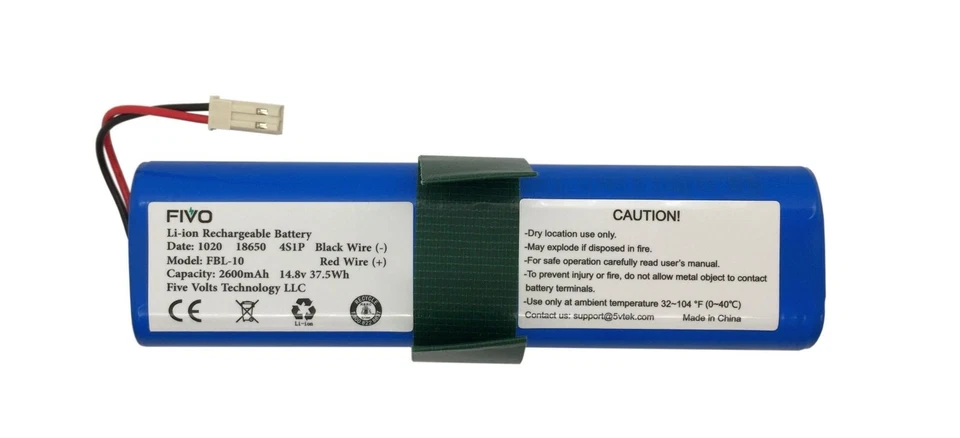 FIVO
Li-ion Rechargeable Battery
Date: 1020 18650 4S1P Black Wire (-)
Model: FBL-10 Red Wire (+)
Capacity: 2600mAh 14.8v 37.5Wh
Five Volts Technology LLC
CE
Li-ion
CAUTION!
-Dry location use only.
-May explode if disposed in fire.
-For safe operation carefully read user's manual.
-To prevent injury or fire, do not allow metal object to contact
battery terminals.
-Use only at ambient temperature 32~104 °F (0~40℃)
Contact us: support@5vtek.com Made in China